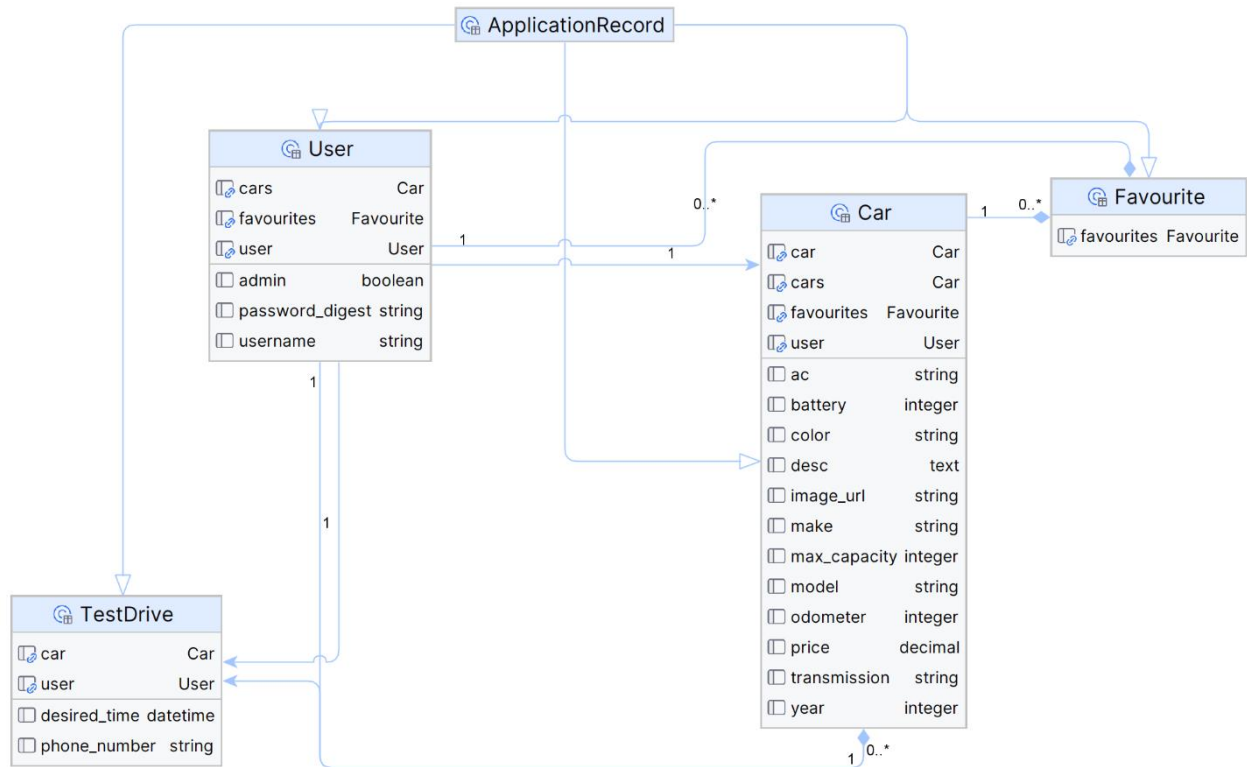 ApplicationRecord
User
cars Car
favourites Favourite
user User
admin boolean
password_digest string
username string
1
1
0..*
1
0..*
Favourite
favourites Favourite
Car
car Car
cars Car
favourites Favourite
user User
ac string
battery integer
color string
desc text
image_url string
make string
max_capacity integer
model string
odometer integer
price decimal
transmission string
year integer
1
1
TestDrive
car Car
user User
desired_time datetime
phone_number string
1
0..*